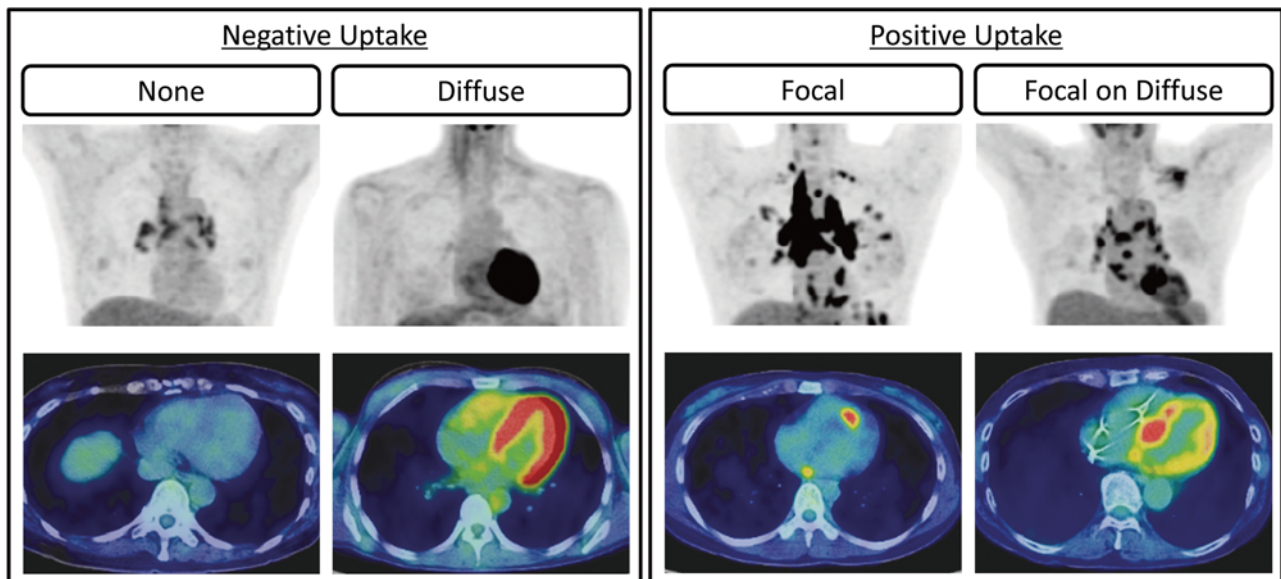 Negative Uptake
None
Diffuse
Positive Uptake
Focal
Focal on Diffuse